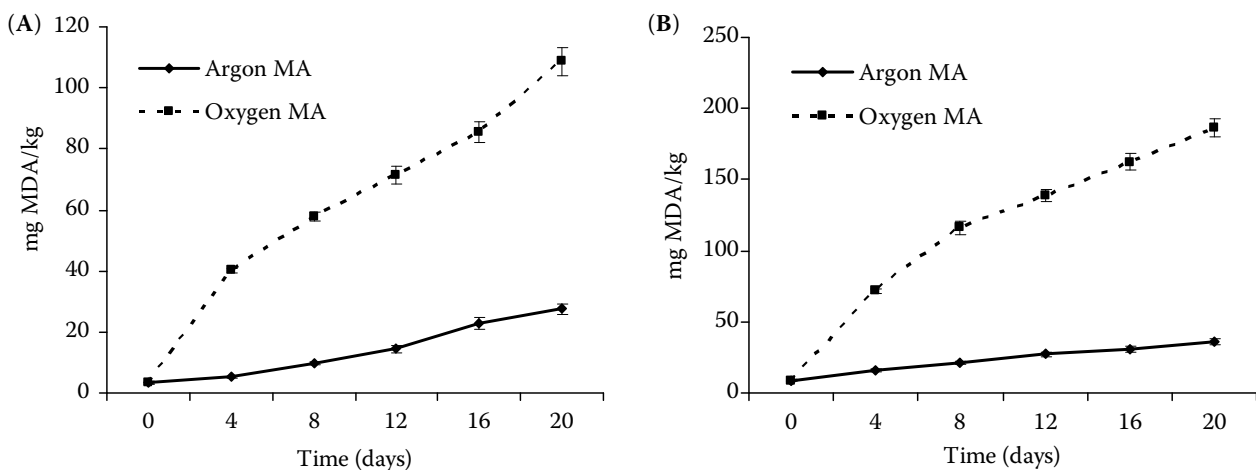 (A)
mg MDA/kg
120
100
80
60
40
20
0
Argon MA
Oxygen MA
0 4 8 12 16 20
Time (days)
(B)
mg MDA/kg
250
200
150
100
50
0
Argon MA
Oxygen MA
0 4 8 12 16 20
Time (days)